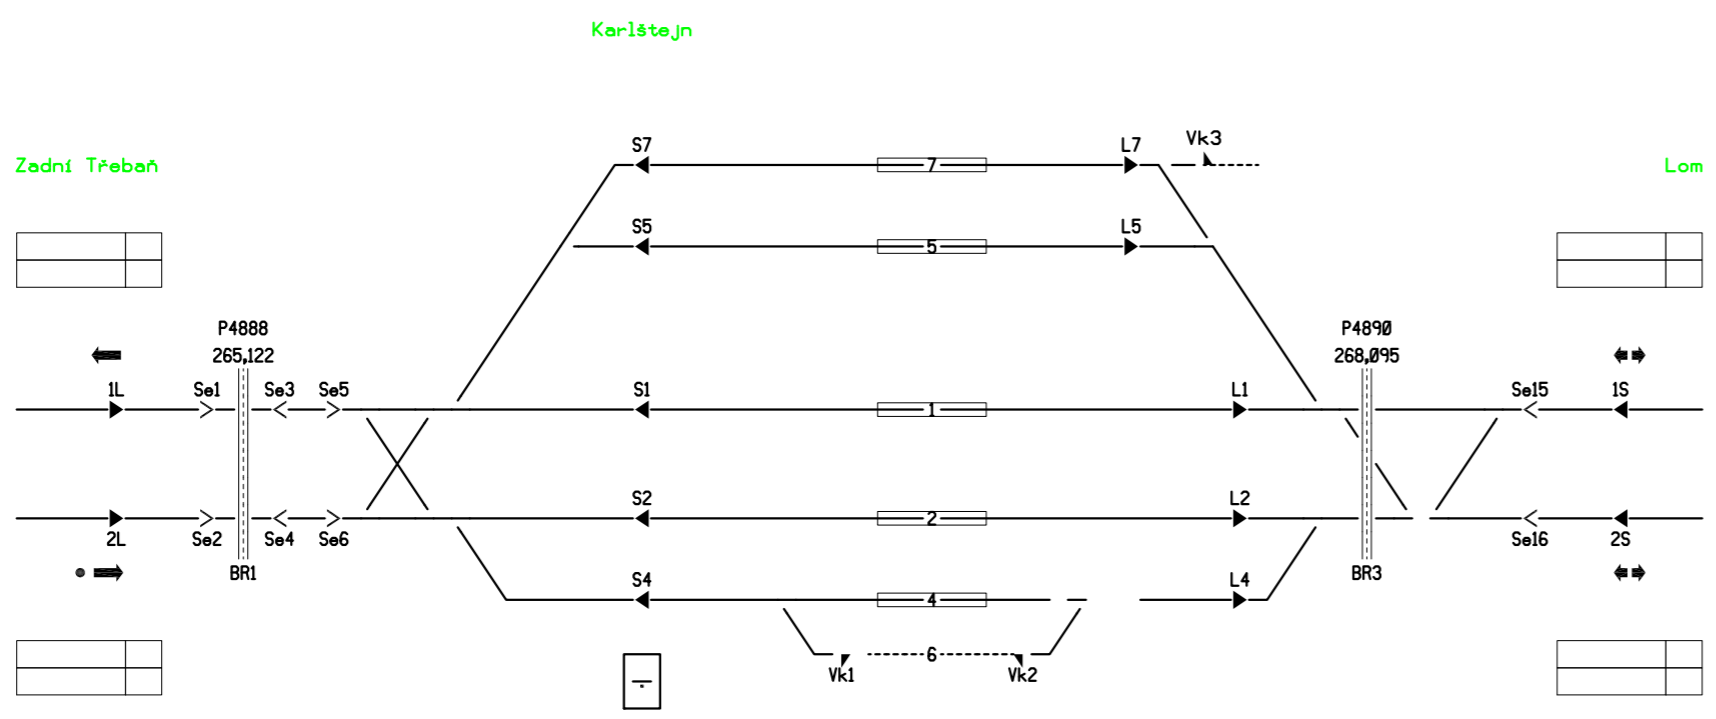 Karlštejn
S7 L7 Vk3
Zadní Třebaň 7 Lom
S5 L5
5
P4888 P4890
265,122 268,095
1L Se1 Se3 Se5 S1 L1 Se15 1S
1
S2 L2
2
2L Se2 Se4 Se6 Se16 2S
BR1 S4 L4 BR3
4
6
Vk1 Vk2